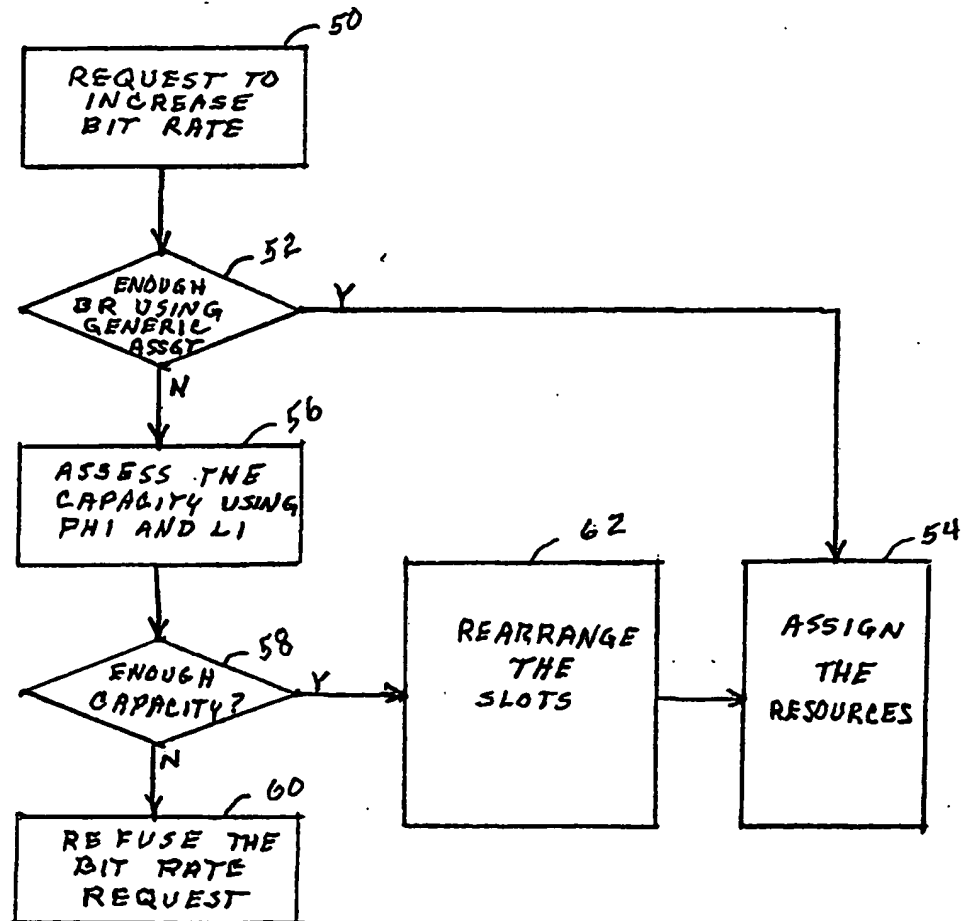 50
REQUEST TO
INCREASE
BIT RATE
52
ENOUGH
BR USING
GENERIC
ASSGT
Y
N
56
ASSESS THE
CAPACITY USING
PHI AND LI
62
REARRANGE
THE
SLOTS
54
ASSIGN
THE
RESOURCES
58
ENOUGH
CAPACITY?
Y
N
60
REFUSE THE
BIT RATE
REQUEST